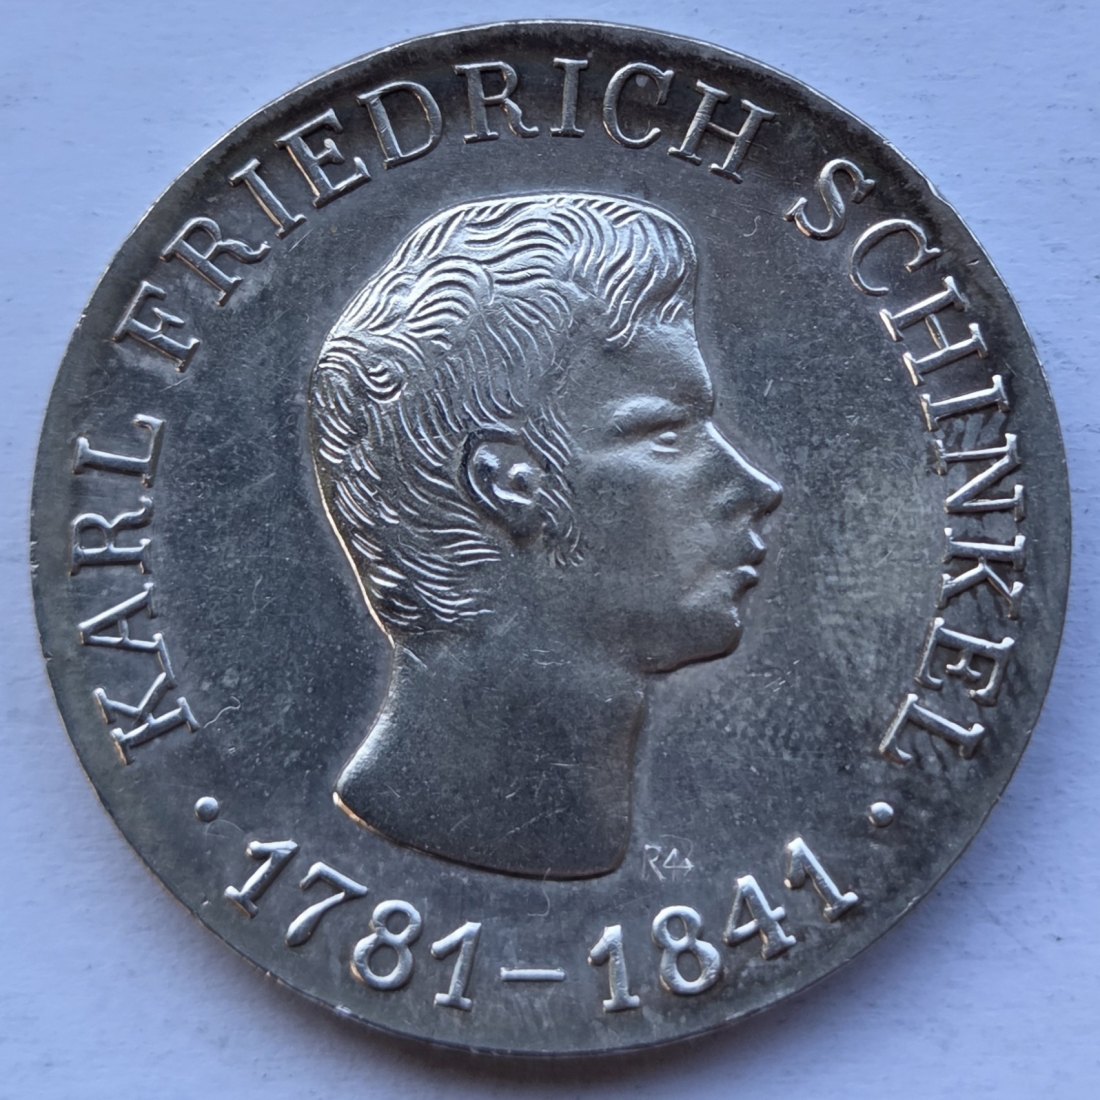 KARL FRIEDRICH SCHINKEL
· 1781–1841 ·